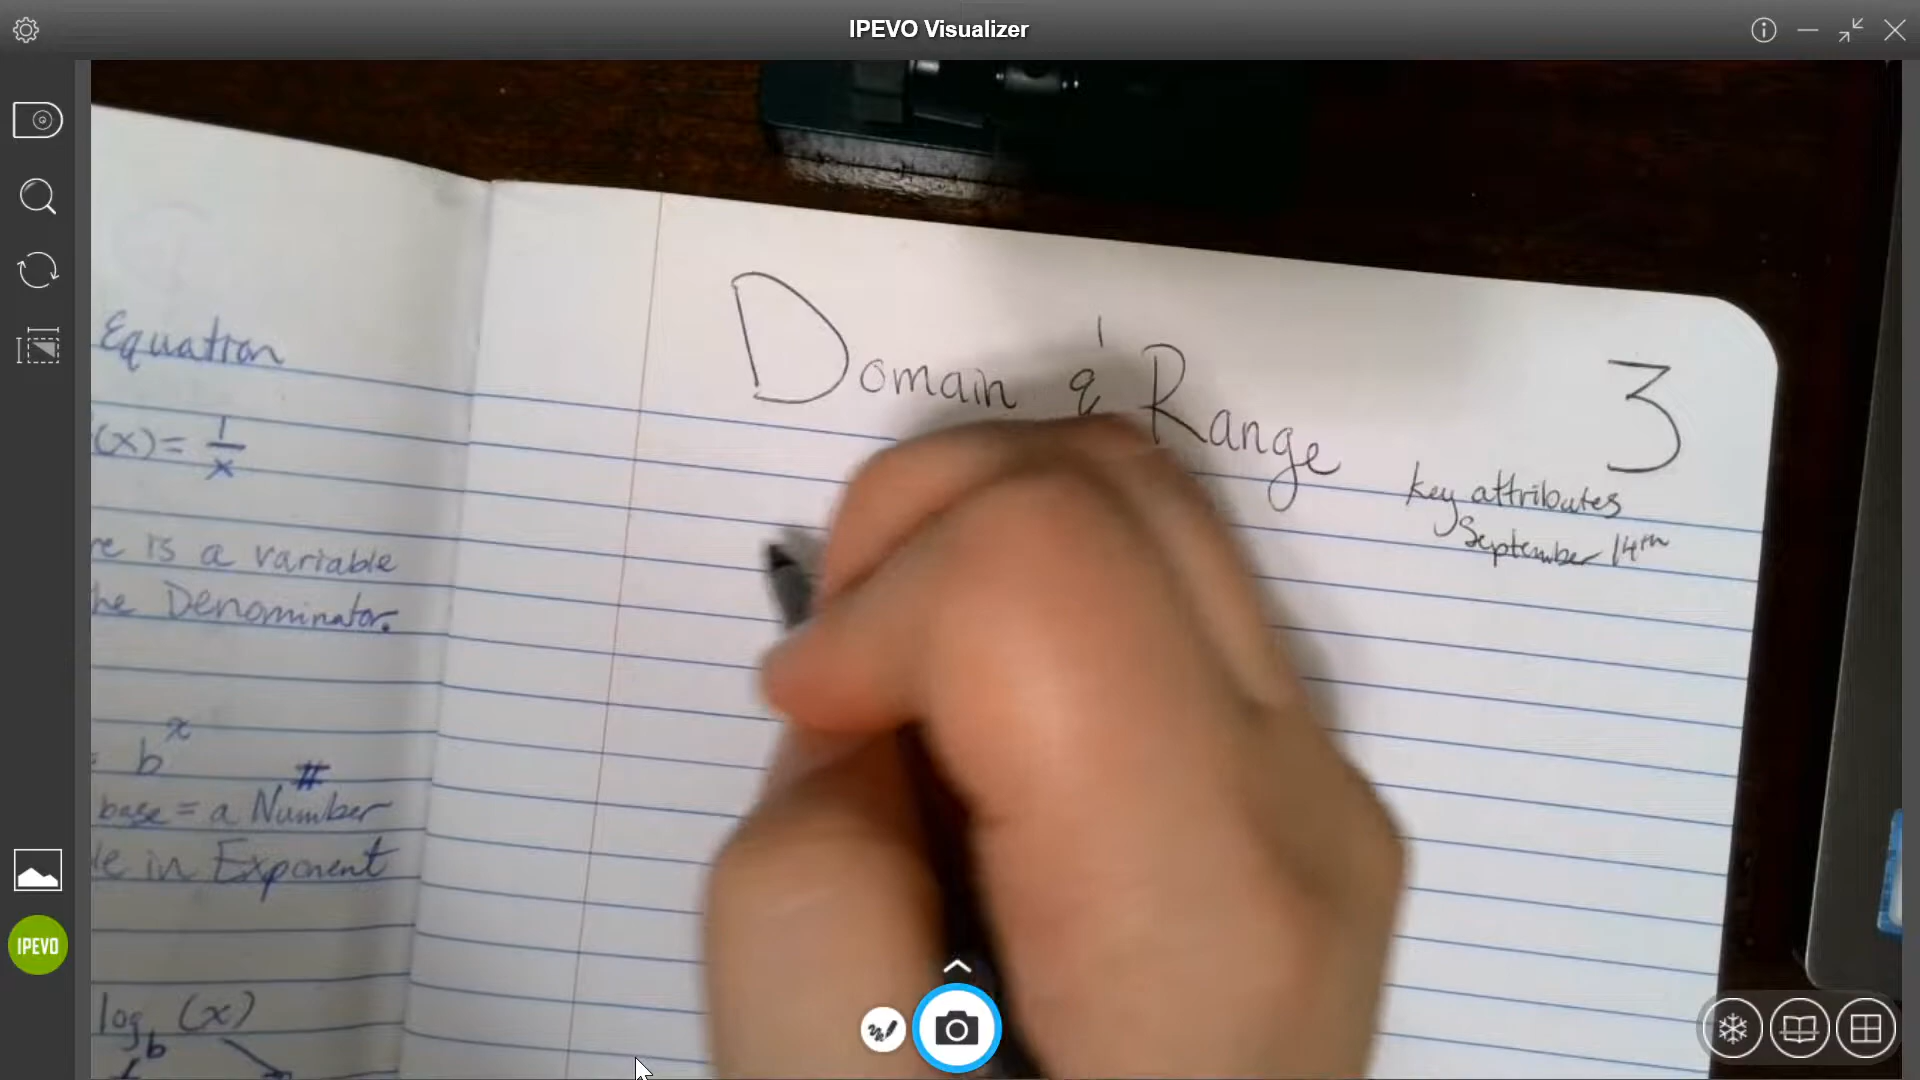 IPEVO Visualizer
Equation
(x) = 1/x
re is a variable
he Denominator.
= b^x
#
base = a Number
le in Exponent
log_b (x)
Domain & Range
3
key attributes
September 14th
IPEVO